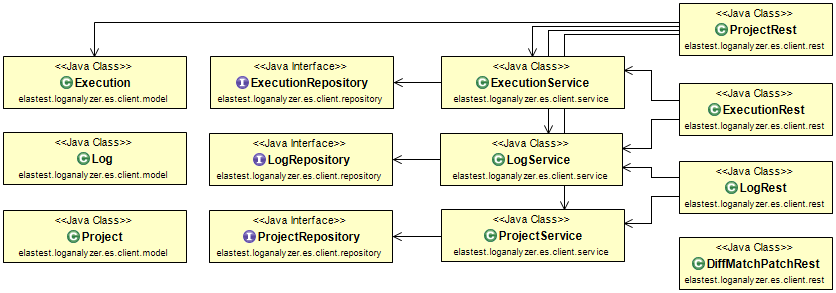 <<Java Class>>
ProjectRest
elastest.loganalyzer.es.client.rest
<<Java Class>>
Execution
elastest.loganalyzer.es.client.model
<<Java Interface>>
ExecutionRepository
elastest.loganalyzer.es.client.repository
<<Java Class>>
ExecutionService
elastest.loganalyzer.es.client.service
<<Java Class>>
ExecutionRest
elastest.loganalyzer.es.client.rest
<<Java Class>>
Log
elastest.loganalyzer.es.client.model
<<Java Interface>>
LogRepository
elastest.loganalyzer.es.client.repository
<<Java Class>>
LogService
elastest.loganalyzer.es.client.service
<<Java Class>>
LogRest
elastest.loganalyzer.es.client.rest
<<Java Class>>
Project
elastest.loganalyzer.es.client.model
<<Java Interface>>
ProjectRepository
elastest.loganalyzer.es.client.repository
<<Java Class>>
ProjectService
elastest.loganalyzer.es.client.service
<<Java Class>>
DiffMatchPatchRest
elastest.loganalyzer.es.client.rest